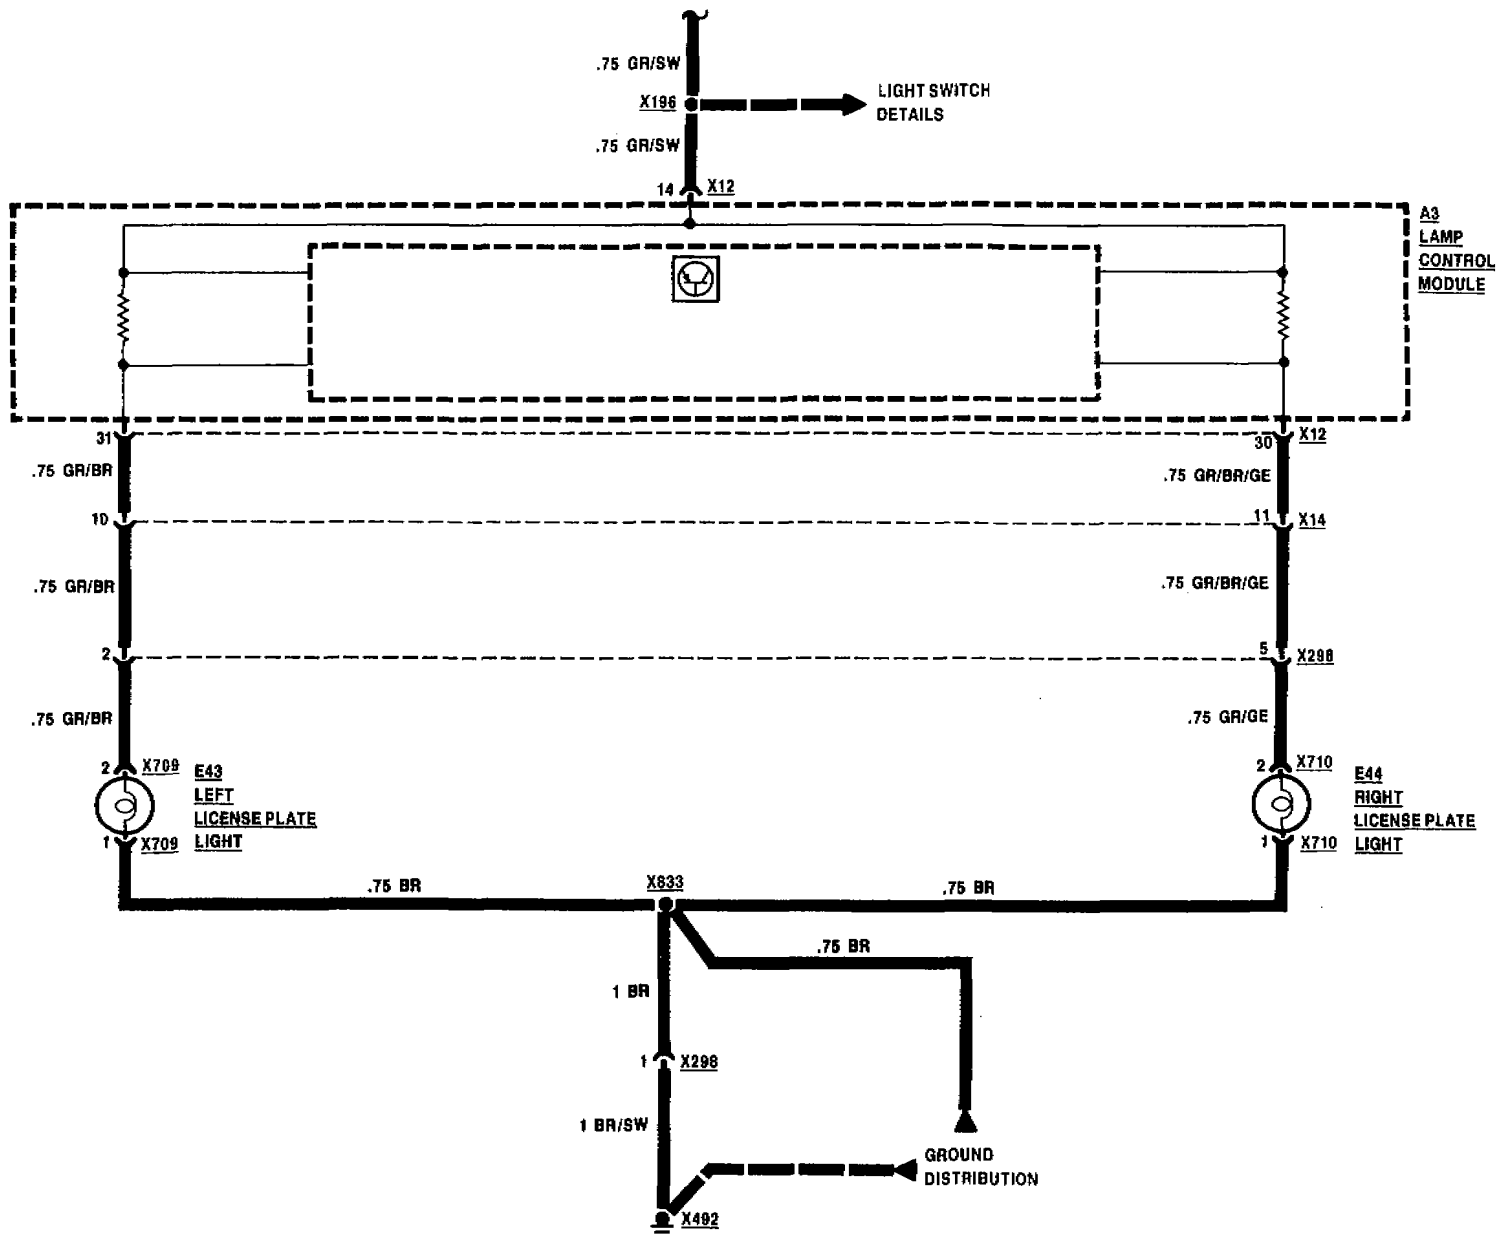 .75 GR/SW
X196
LIGHT SWITCH
DETAILS
.75 GR/SW
14
X12
A3
LAMP
CONTROL
MODULE
31
30
X12
.75 GR/BR
.75 GR/BR/GE
10
11
X14
.75 GR/BR
.75 GR/BR/GE
2
5
X298
.75 GR/BR
.75 GR/GE
2
X709
E43
LEFT
LICENSE PLATE
LIGHT
1
X709
2
X710
E44
RIGHT
LICENSE PLATE
LIGHT
1
X710
.75 BR
X833
.75 BR
.75 BR
1 BR
1
X298
1 BR/SW
GROUND
DISTRIBUTION
X492